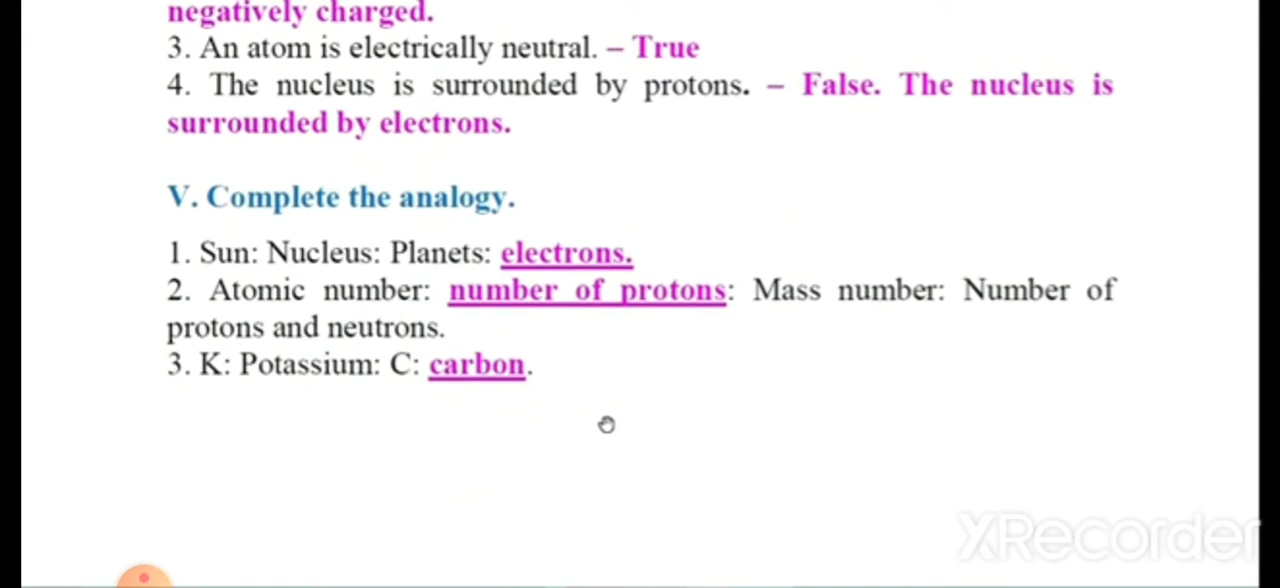 negatively charged.
3. An atom is electrically neutral. – True
4. The nucleus is surrounded by protons. – False. The nucleus is
surrounded by electrons.
V. Complete the analogy.
1. Sun: Nucleus: Planets: electrons.
2. Atomic number: number of protons: Mass number: Number of
protons and neutrons.
3. K: Potassium: C: carbon.
XRecorder